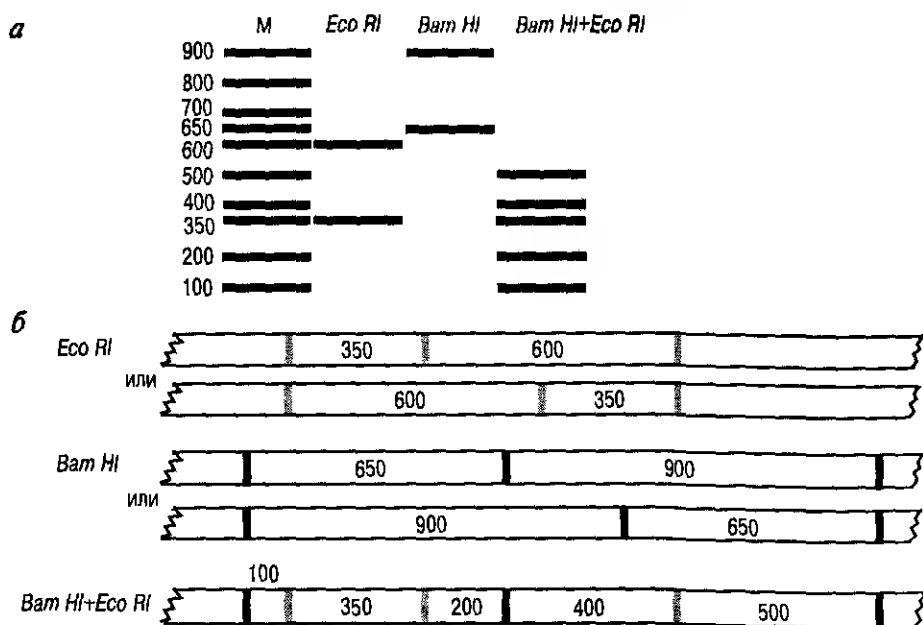 а
М Eco RI Bam HI Bam HI+Eco RI
900
800
700
650
600
500
400
350
200
100
б
Eco RI 350 600
или
600 350
Bam HI 650 900
или
900 650
100
Bam HI+Eco RI 350 200 400 500